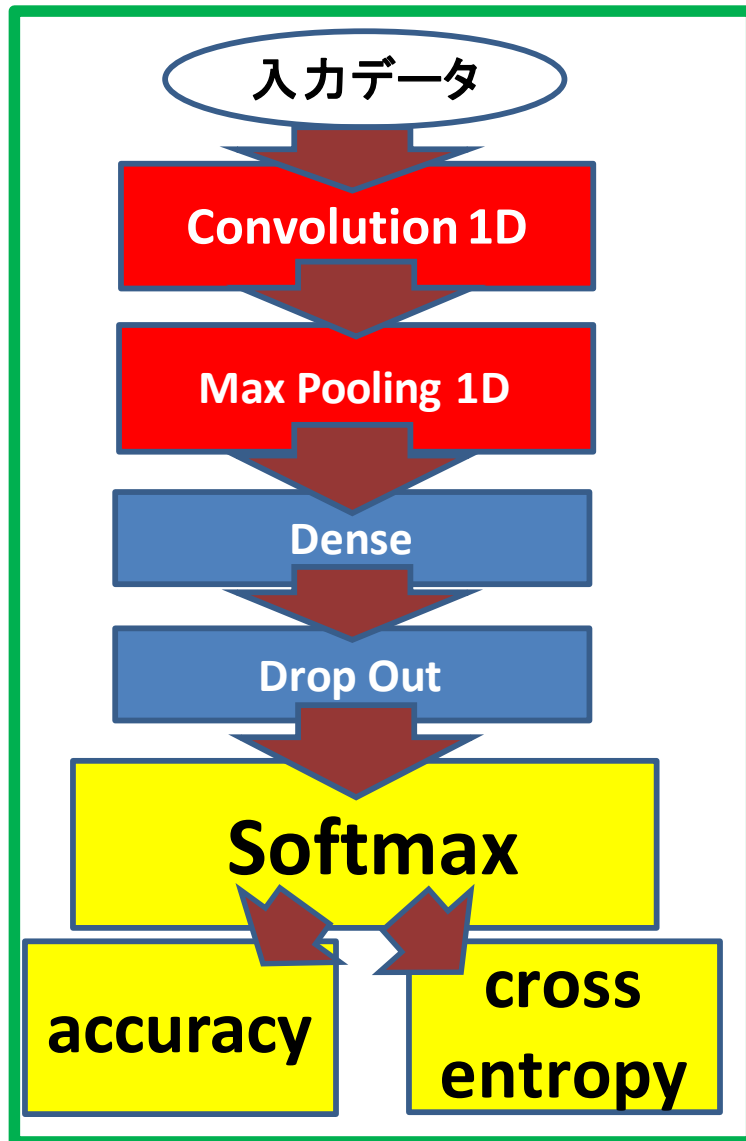 入力データ
Convolution 1D
Max Pooling 1D
Dense
Drop Out
Softmax
accuracy
cross
entropy